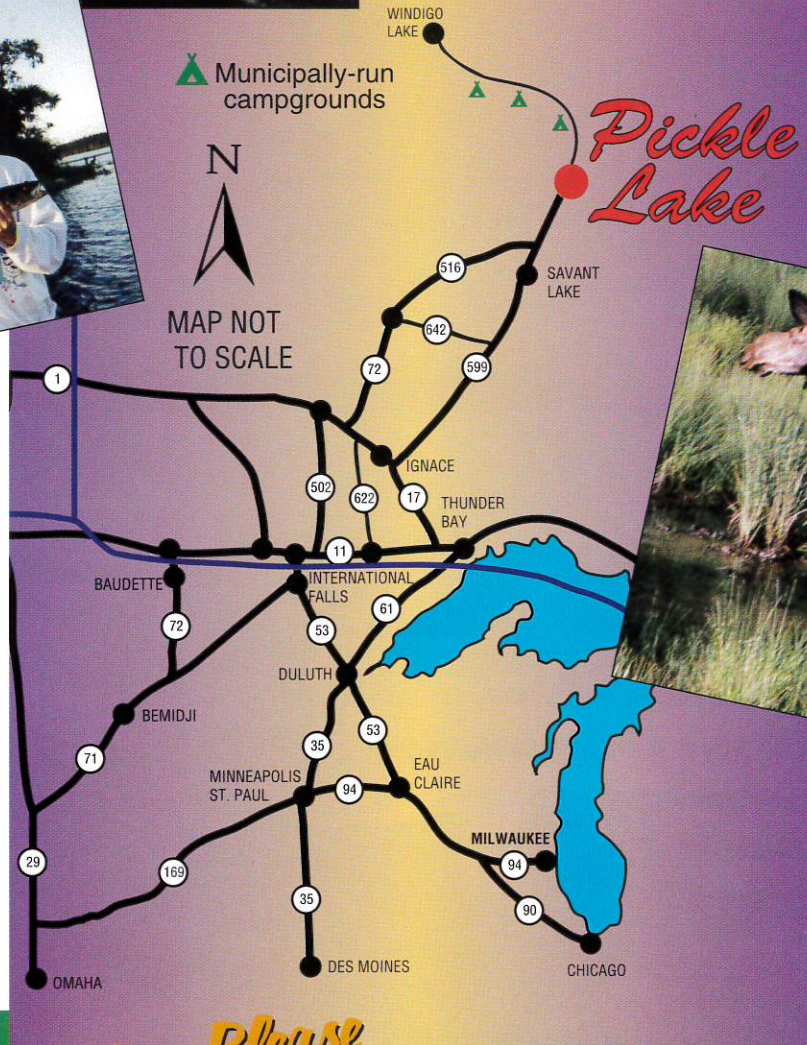 WINDIGO
LAKE
Municipally-run
campgrounds
Pickle
Lake
N
MAP NOT
TO SCALE
516
SAVANT
LAKE
642
72
599
1
IGNACE
502
622
17
THUNDER
BAY
11
BAUDETTE
INTERNATIONAL
FALLS
61
72
53
DULUTH
BEMIDJI
35
53
71
MINNEAPOLIS
ST. PAUL
94
EAU
CLAIRE
MILWAUKEE
94
29
169
35
90
DES MOINES
CHICAGO
OMAHA
Please